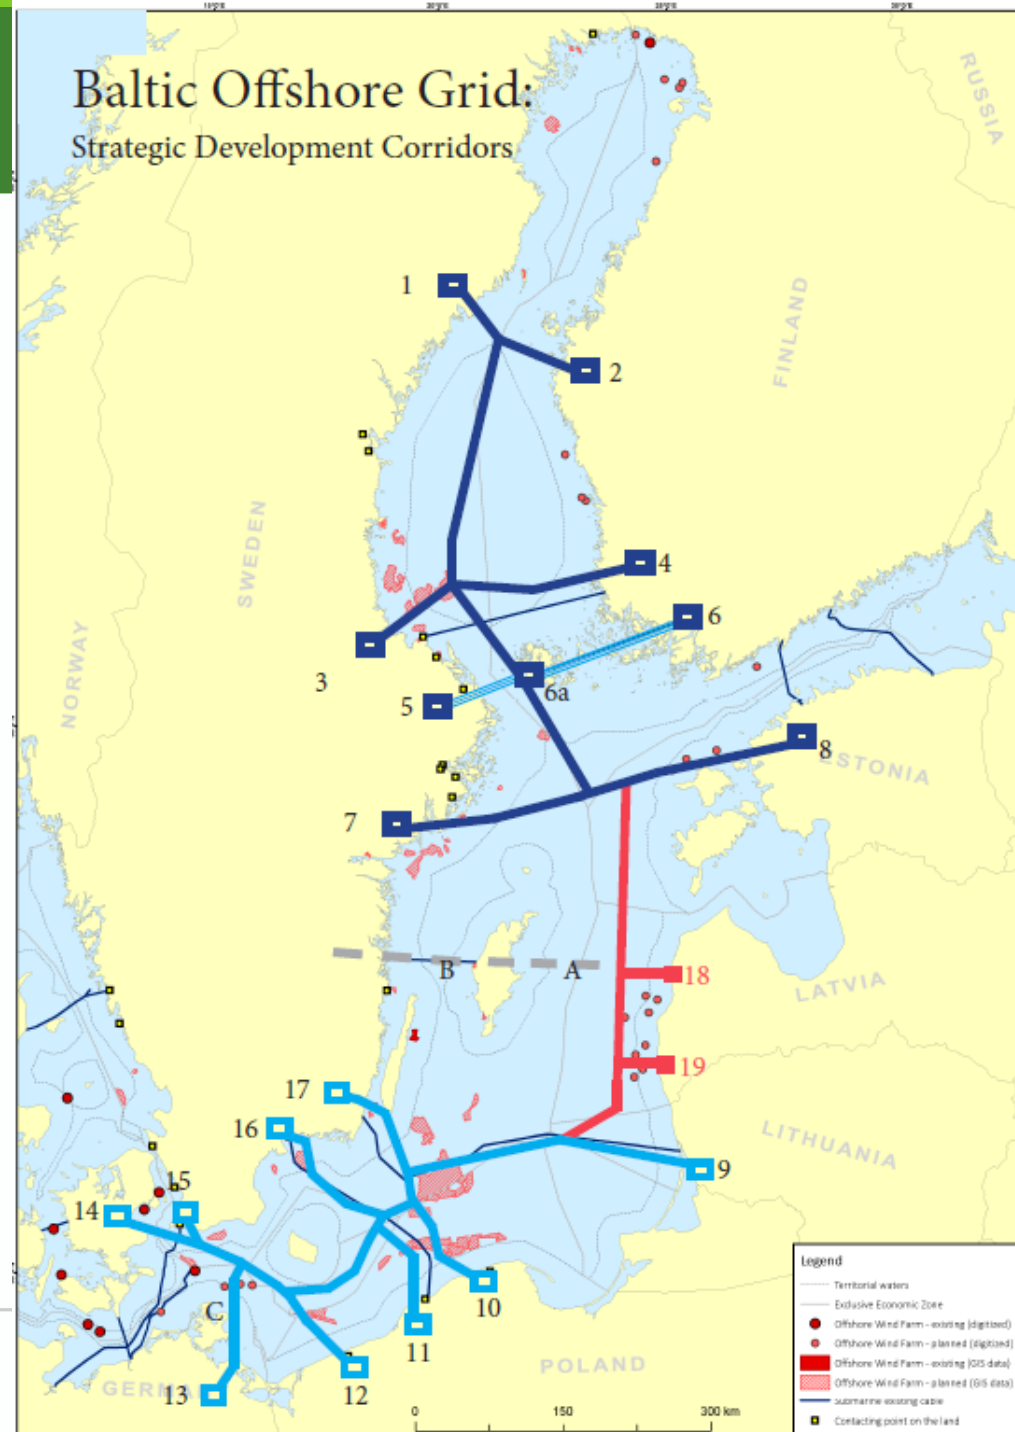 Baltic Offshore Grid:
Strategic Development Corridors
RUSSIA
1
FINLAND
2
SWEDEN
4
6
NORWAY
3
6a
5
8
ESTONIA
7
B
A
18
LATVIA
19
17
16
LITHUANIA
9
15
14
10
C
11
POLAND
12
GERMA
13
0 150 300 km
Legend
Territorial waters
Exclusive Economic Zone
Offshore Wind Farm - existing (digitized)
Offshore Wind Farm - planned (digitized)
Offshore Wind Farm - existing (GIS data)
Offshore Wind Farm - planned (GIS data)
Submarine existing cable
Contacting point on the land